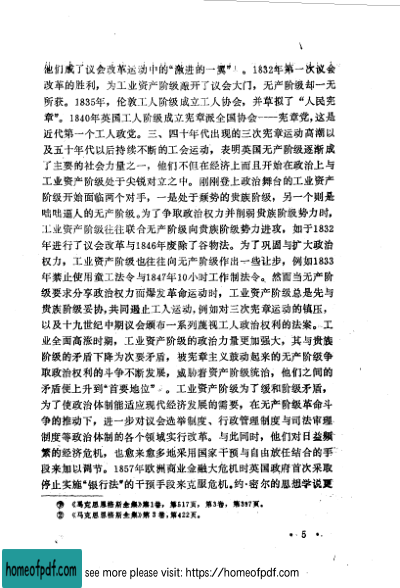 他们成了议会改革运动中的“激进的一翼”①。1832年第一次议会
改革的胜利，为工业资产阶级敞开了议会大门，无产阶级却一无
所获。1835年，伦敦工人阶级成立工人协会，并草拟了“人民宪
章”。1840年英国工人阶级成立宪章派全国协会——宪章党，这是
近代第一个工人政党。三、四十年代出现的三次宪章运动高潮以
及五十年代以后持续不断的工会运动，表明英国无产阶级逐渐成
了主要的社会力量之一，他们不但在经济上而且开始在政治上与
工业资产阶级处于尖锐对立之中。刚刚登上政治舞台的工业资产
阶级开始面临两个对手，一是处于颓势的贵族阶级，另一个则是
咄咄逼人的无产阶级。为了争取政治权力并削弱贵族阶级势力时，
工业资产阶级往往联合无产阶级向贵族阶级势力进攻，如于1832
年进行了议会改革与1846年废除了谷物法。为了巩固与扩大政治
权力，工业资产阶级也往往向无产阶级作出一些让步，例如1833
年禁止使用童工法令与1847年10小时工作制法令。然而当无产阶
级要求分享政治权力而爆发革命运动时，工业资产阶级总是先与
贵族阶级妥协，共同遏止工人运动，例如对三次宪章运动的镇压，
以及十九世纪中期议会颁布一系列蔑视工人政治权利的法案。工
业全面高涨时期，工业资产阶级的政治力量更加强大，其与贵族
阶级的矛盾下降为次要矛盾，被宪章主义鼓动起来的无产阶级争
取政治权利的斗争不断发展，威胁着资产阶级统治，他们之间的
矛盾便上升到“首要地位”②。工业资产阶级为了缓和阶级矛盾，
为了使政治体制能适应现代经济发展的需要，在无产阶级革命斗
争的推动下，进一步对议会选举制度、行政管理制度与司法审理
制度等政治体制的各个领域实行改革。与此同时，他们对日益频
繁的经济危机，也愈来愈多地采用国家干预与自由放任结合的手
段来加以调节。1857年欧洲商业金融大危机时英国政府首次采取
停止实施“银行法”的干预手段来克服危机。约·密尔的思想学说更
① 《马克思恩格斯全集》第1卷，第517页，第3卷，第397页。
② 《马克思恩格斯全集》第3卷，第422页。
· 5 ·
homeofpdf.com
see more please visit: https://homeofpdf.com